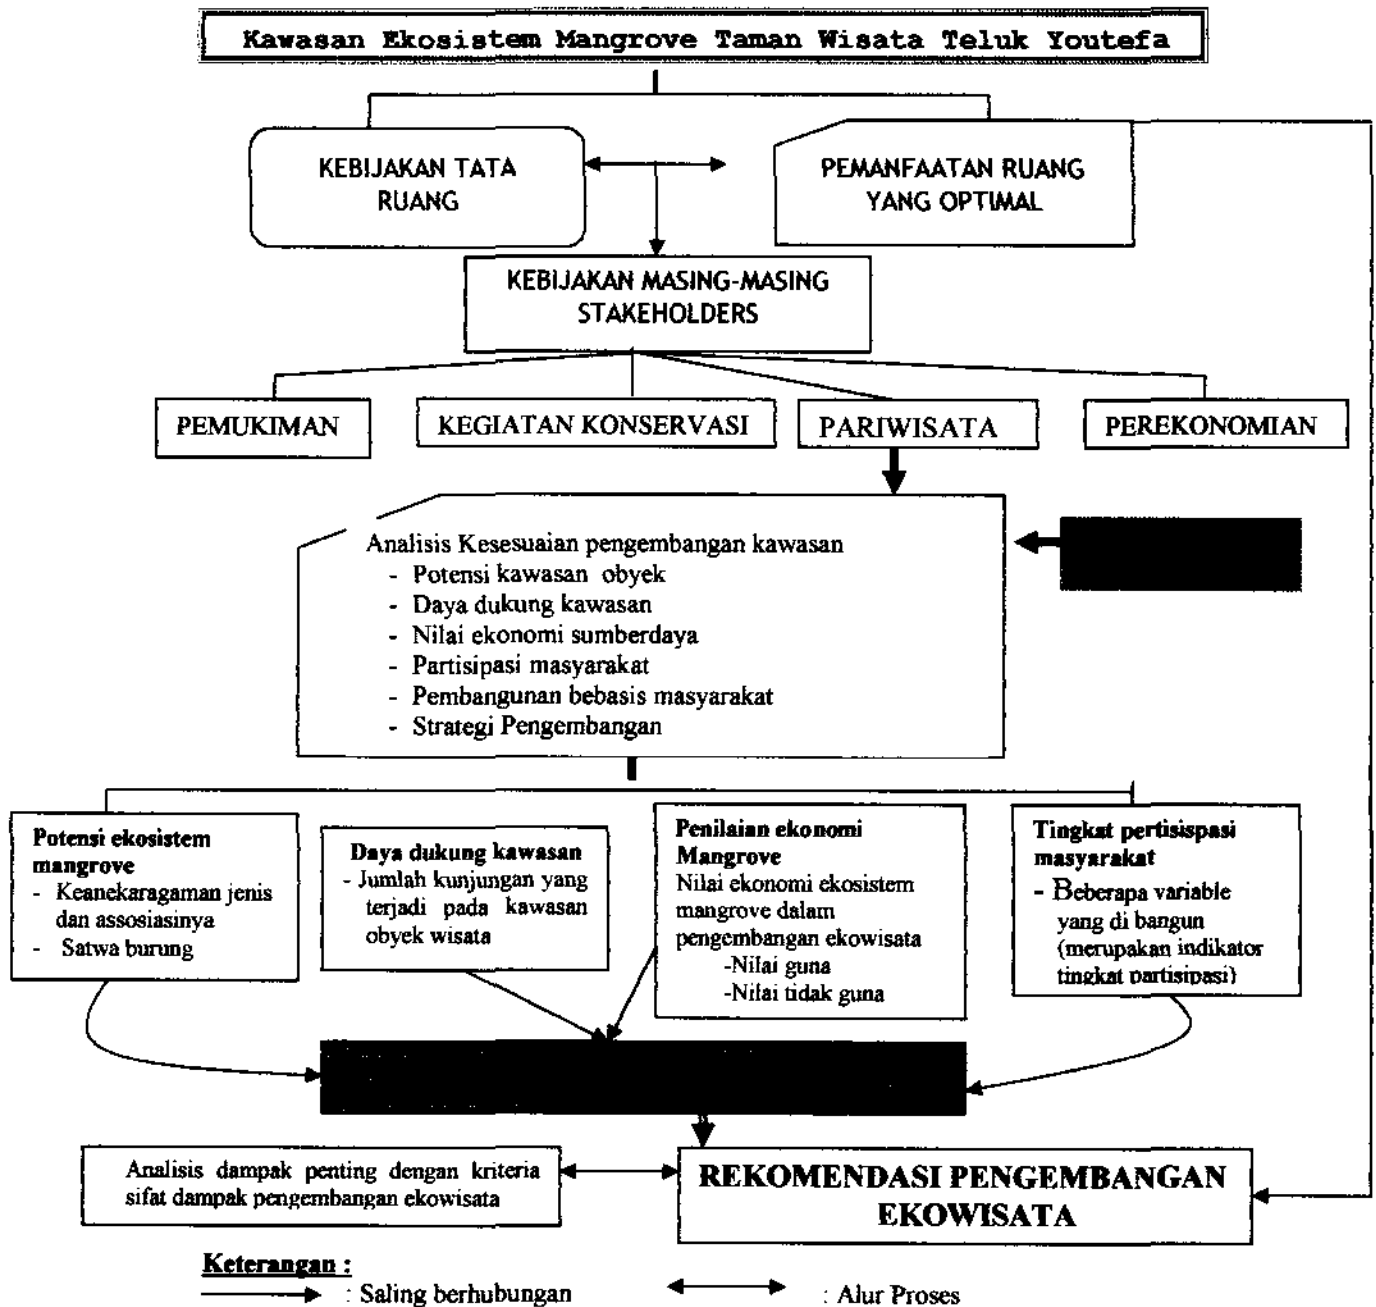 Kawasan Ekosistem Mangrove Taman Wisata Teluk Youtefa
KEBIJAKAN TATA
RUANG
PEMANFAATAN RUANG
YANG OPTIMAL
KEBIJAKAN MASING-MASING
STAKEHOLDERS
PEMUKIMAN
KEGIATAN KONSERVASI
PARIWISATA
PEREKONOMIAN
Analisis Kesesuaian pengembangan kawasan
- Potensi kawasan obyek
- Daya dukung kawasan
- Nilai ekonomi sumberdaya
- Partisipasi masyarakat
- Pembangunan bebasis masyarakat
- Strategi Pengembangan
Potensi ekosistem
mangrove
- Keanekaragaman jenis
dan assosiasinya
- Satwa burung
Daya dukung kawasan
- Jumlah kunjungan yang
terjadi pada kawasan
obyek wisata
Penilaian ekonomi
Mangrove
Nilai ekonomi ekosistem
mangrove dalam
pengembangan ekowisata
-Nilai guna
-Nilai tidak guna
Tingkat pertisispasi
masyarakat
- Beberapa variable
yang di bangun
(merupakan indikator
tingkat partisipasi)
Analisis dampak penting dengan kriteria
sifat dampak pengembangan ekowisata
REKOMENDASI PENGEMBANGAN
EKOWISATA
Keterangan :
: Saling berhubungan
: Alur Proses